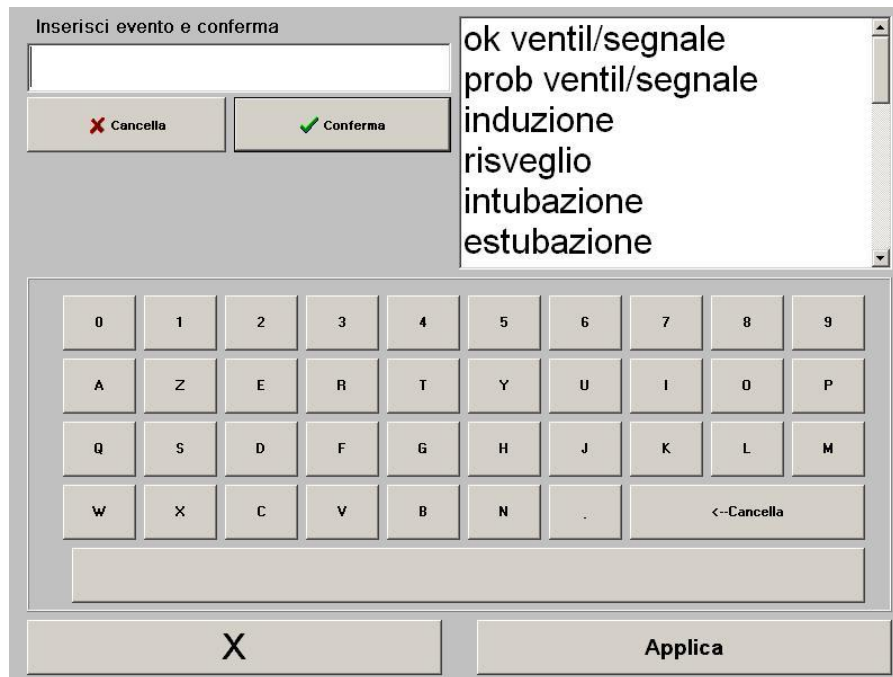 Inserisci evento e conferma
Cancella
Conferma
ok ventil/segnale
prob ventil/segnale
induzione
risveglio
intubazione
estubazione
0 1 2 3 4 5 6 7 8 9
A Z E R T Y U I O P
Q S D F G H J K L M
W X C V B N . <--Cancella
X
Applica